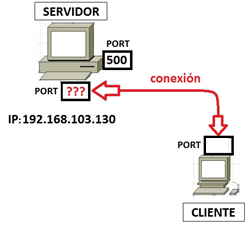 SERVIDOR
PORT
500
conexión
PORT ???
IP:192.168.103.130
PORT
CLIENTE